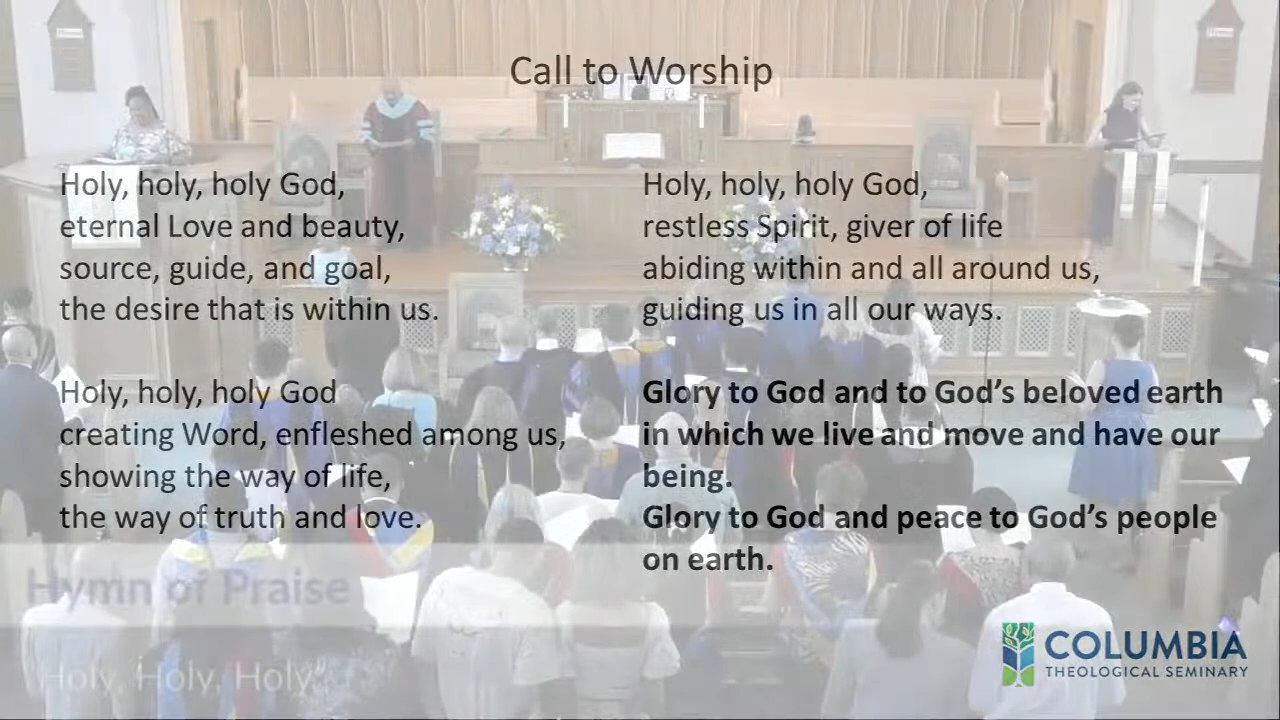 Call to Worship
Holy, holy, holy God,
eternal Love and beauty,
source, guide, and goal,
the desire that is within us.
Holy, holy, holy God
creating Word, enfleshed among us,
showing the way of life,
the way of truth and love.
Holy, holy, holy God,
restless Spirit, giver of life
abiding within and all around us,
guiding us in all our ways.
Glory to God and to God’s beloved earth
in which we live and move and have our
being.
Glory to God and peace to God’s people
on earth.
Hymn of Praise
Holy, Holy, Holy
COLUMBIA
THEOLOGICAL SEMINARY